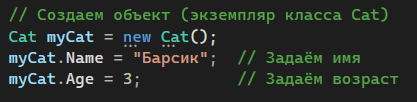 // Создаем объект (экземпляр класса Cat)
Cat myCat = new Cat();
myCat.Name = "Барсик";  // Задаём имя
myCat.Age = 3;          // Задаём возраст